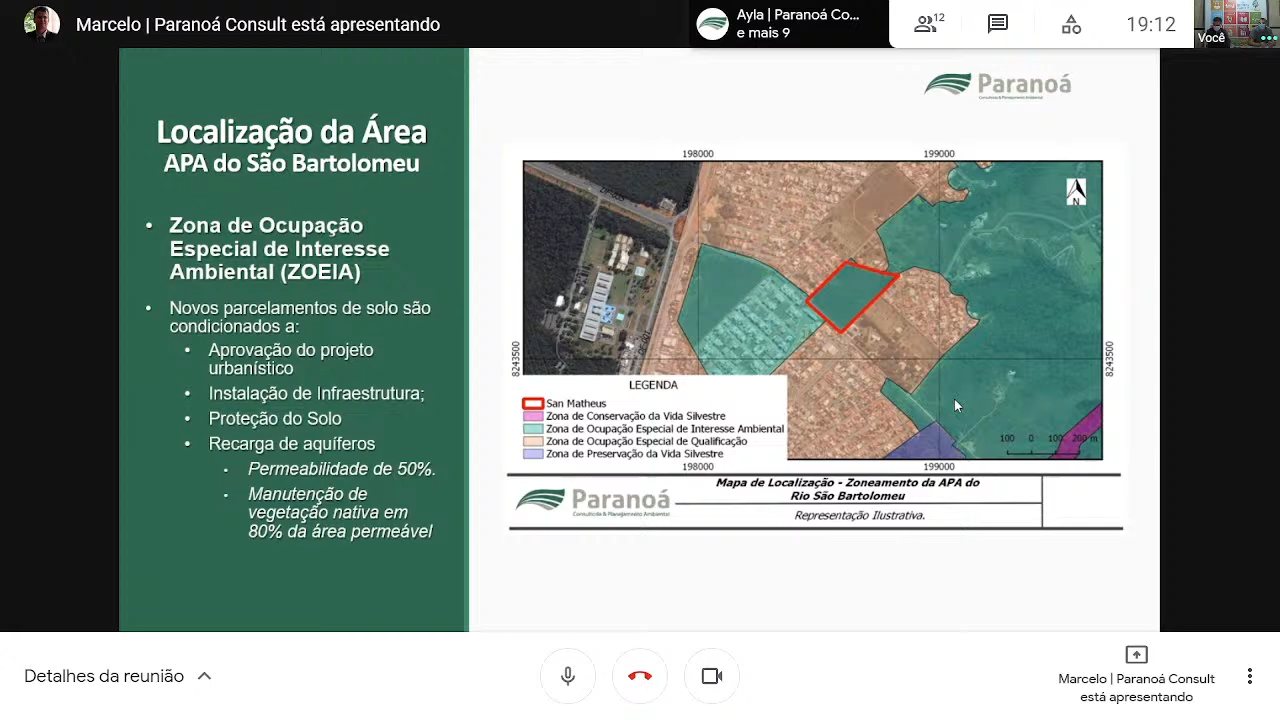 Marcelo | Paranoá Consult está apresentando
Ayla | Paranoá Co...
e mais 9
12
19:12
Você
Localização da Área
APA do São Bartolomeu
• Zona de Ocupação
Especial de Interesse
Ambiental (ZOEIA)
• Novos parcelamentos de solo são
condicionados a:
• Aprovação do projeto
urbanístico
• Instalação de Infraestrutura;
• Proteção do Solo
• Recarga de aquíferos
• Permeabilidade de 50%.
• Manutenção de
vegetação nativa em
80% da área permeável
Paranoá
Consultoria & Planejamento Ambiental
198000
199000
N
8243500
8243500
LEGENDA
San Matheus
Zona de Conservação da Vida Silvestre
Zona de Ocupação Especial de Interesse Ambiental
Zona de Ocupação Especial de Qualificação
Zona de Preservação da Vida Silvestre
100 0 100 200 m
198000
199000
Paranoá
Consultoria & Planejamento Ambiental
Mapa de Localização - Zoneamento da APA do
Rio São Bartolomeu
Representação Ilustrativa.
Detalhes da reunião
Marcelo | Paranoá Consult
está apresentando